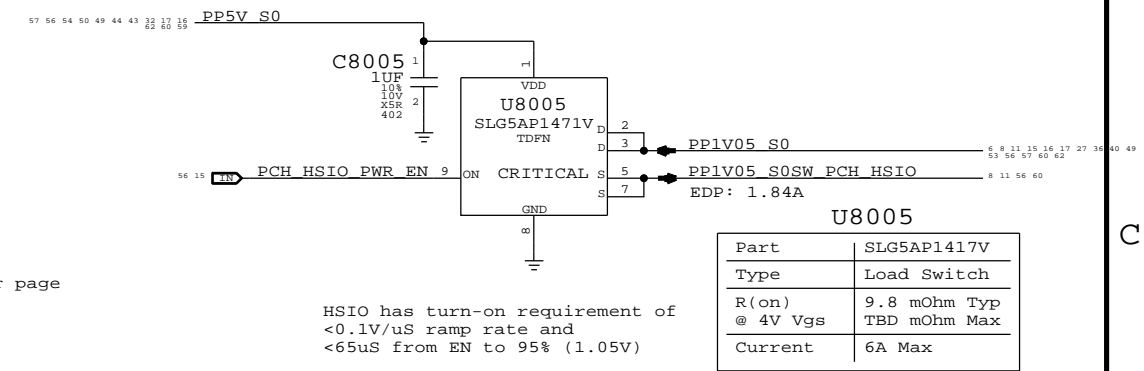 57 56 54 50 49 44 43 32 17 16
62 60 59
PP5V_S0
C8005
1UF
10%
10V
X5R
402
1
2
1
VDD
U8005
SLG5AP1471V
TDFN
D 2
D 3
PP1V05_S0
6 8 11 15 16 17 27 36 40 49
53 56 57 60 62
56 15
IN
PCH_HSIO_PWR_EN
9
ON
CRITICAL
S 5
S 7
PP1V05_S0SW_PCH_HSIO
8 11 56 60
EDP: 1.84A
GND
8
U8005
Part SLG5AP1417V
Type Load Switch
R(on) 9.8 mOhm Typ
@ 4V Vgs TBD mOhm Max
Current 6A Max
C
r page
HSIO has turn-on requirement of
<0.1V/uS ramp rate and
<65uS from EN to 95% (1.05V)